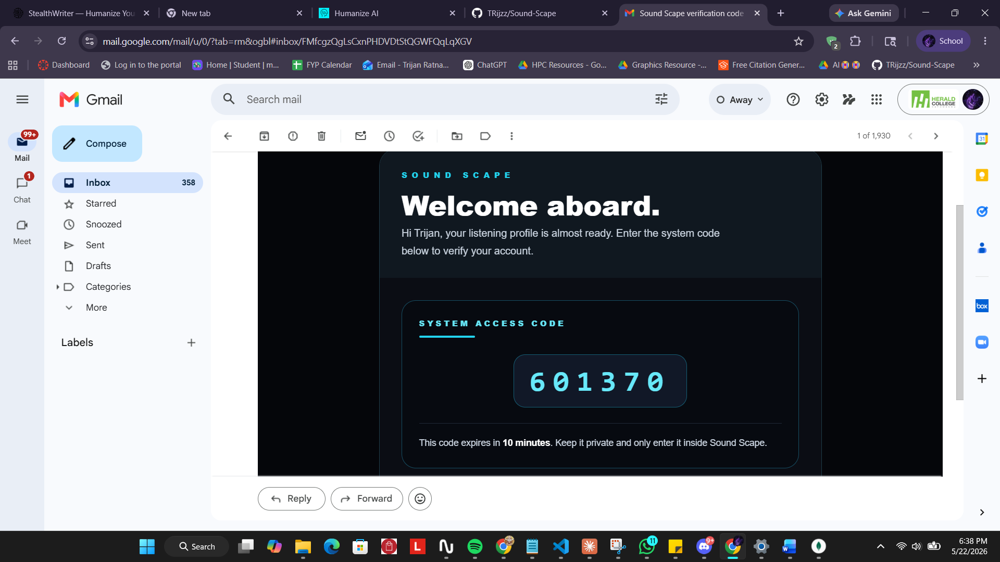 StealthWriter — Humanize You
New tab
Humanize AI
TRijzz/Sound-Scape
Sound Scape verification code
Ask Gemini
mail.google.com/mail/u/0/?tab=rm&ogbl#inbox/FMfcgzQgLsCxnPHDVDtStQGWFQqLqXGV
2
School
Dashboard
Log in to the portal
Home | Student | m...
FYP Calendar
Email - Trijan Ratna...
ChatGPT
HPC Resources - Go...
Graphics Resource -...
Free Citation Gener...
AI
TRijzz/Sound-Scape
Gmail
Search mail
Away
HERALD
COLLEGE
KATHMANDU
99+
Mail
1
Chat
Meet
Compose
Inbox 358
Starred
Snoozed
Sent
Drafts
Categories
More
Labels
1 of 1,930
SOUND SCAPE
Welcome aboard.
Hi Trijan, your listening profile is almost ready. Enter the system code
below to verify your account.
SYSTEM ACCESS CODE
601370
This code expires in 10 minutes. Keep it private and only enter it inside Sound Scape.
Reply
Forward
31
box
Search
L
11
9+
W
6:38 PM
5/22/2026